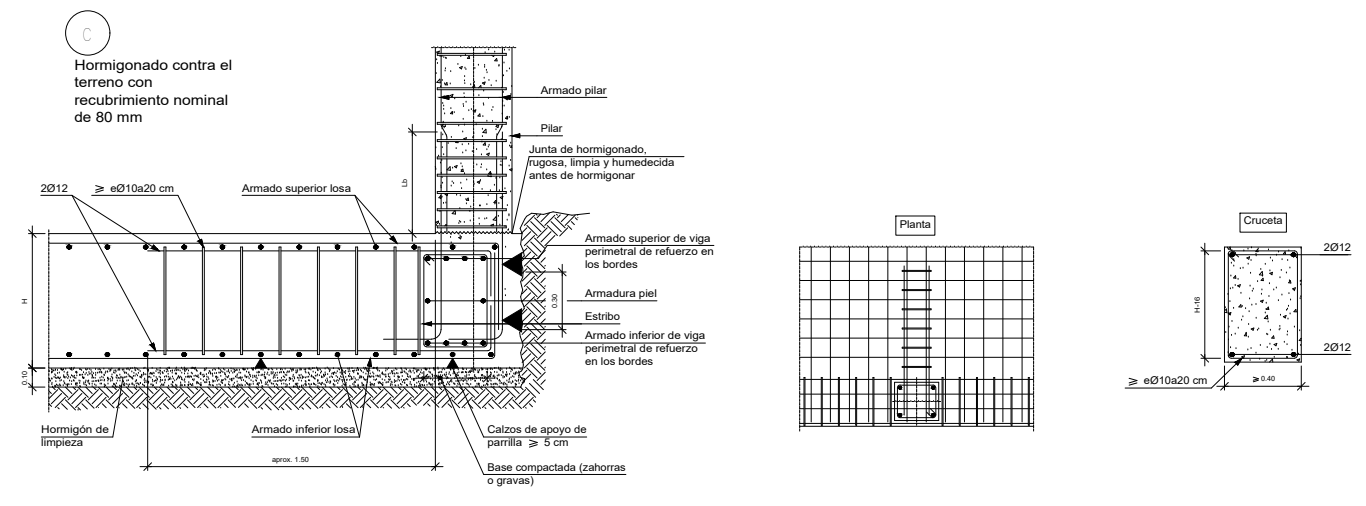 C
Hormigonado contra el
terreno con
recubrimiento nominal
de 80 mm
Armado pilar
Pilar
Junta de hormigonado,
rugosa, limpia y humedecida
antes de hormigonar
Lb
2Ø12
≥ eØ10a20 cm
Armado superior losa
Armado superior de viga
perimetral de refuerzo en
los bordes
0.30
Armadura piel
Estribo
Armado inferior de viga
perimetral de refuerzo
en los bordes
H
0.10
Hormigón de
limpieza
Armado inferior losa
Calzos de apoyo de
parrilla ≥ 5 cm
aprox. 1.50
Base compactada (zahorras
o gravas)
Planta
Cruceta
2Ø12
H-16
2Ø12
≥ eØ10a20 cm
≥ 0.40